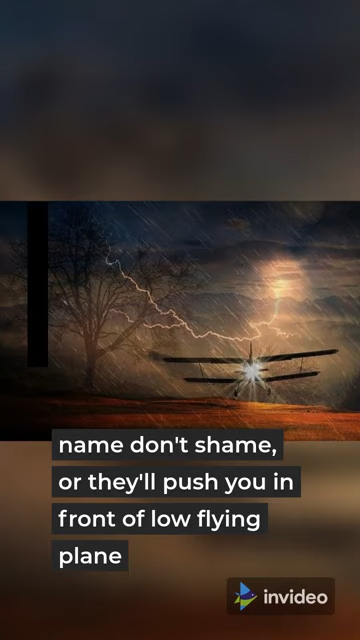 name don't shame,
or they'll push you in
front of low flying
plane
invideo